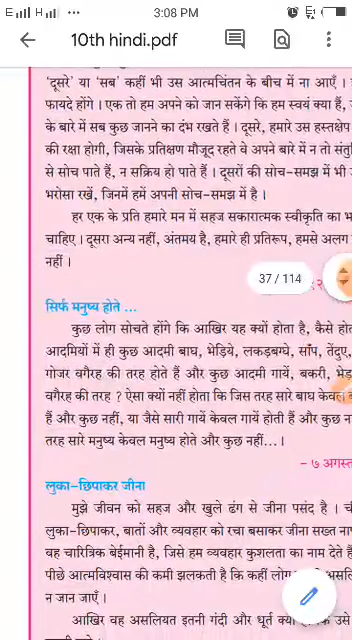 E H ... 3:08 PM
10th hindi.pdf
'दूसरे' या 'सब' कहीं भी उस आत्मचिंतन के बीच में ना आएँ ।
फायदे होंगे । एक तो हम अपने को जान सकेंगे कि हम स्वयं क्या हैं,
के बारे में सब कुछ जानने का दंभ रखते हैं । दूसरे, हमारे उस हस्तक्षेप
की रक्षा होगी, जिसके प्रतिक्षण मौजूद रहते वे अपने बारे में न तो संतु
से सोच पाते हैं, न सक्रिय हो पाते हैं । दूसरों की सोच-समझ में भी
भरोसा रखें, जिनमें हमें अपनी सोच-समझ में है ।
हर एक के प्रति हमारे मन में सहज सकारात्मक स्वीकृति का भ
चाहिए । दूसरा अन्य नहीं, अंतमय है, हमारे ही प्रतिरूप, हमसे अलग
नहीं ।
37 / 114
सिर्फ मनुष्य होते ...
कुछ लोग सोचते होंगे कि आखिर यह क्यों होता है, कैसे होत
आदमियों में ही कुछ आदमी बाघ, भेड़िये, लकड़बग्घे, साँप, तेंदुए,
गोजर वगैरह की तरह होते हैं और कुछ आदमी गायें, बकरी, भेड़
वगैरह की तरह ? ऐसा क्यों नहीं होता कि जिस तरह सारे बाघ केवल
हैं और कुछ नहीं, या जैसे सारी गायें केवल गायें होती हैं और कुछ न
तरह सारे मनुष्य केवल मनुष्य होते और कुछ नहीं...।
- ७ अगस्त
लुका-छिपाकर जीना
मुझे जीवन को सहज और खुले ढंग से जीना पसंद है ।
लुका-छिपाकर, बातों और व्यवहार को रचा बसाकर जीना सख्त ना
वह चारित्रिक बेईमानी है, जिसे हम व्यवहार कुशलता का नाम देते है
पीछे आत्मविश्वास की कमी झलकती है कि कहीं लोग असलि
न जान जाएँ ।
आखिर वह असलियत इतनी गंदी और धूर्त क्यों कि उसे